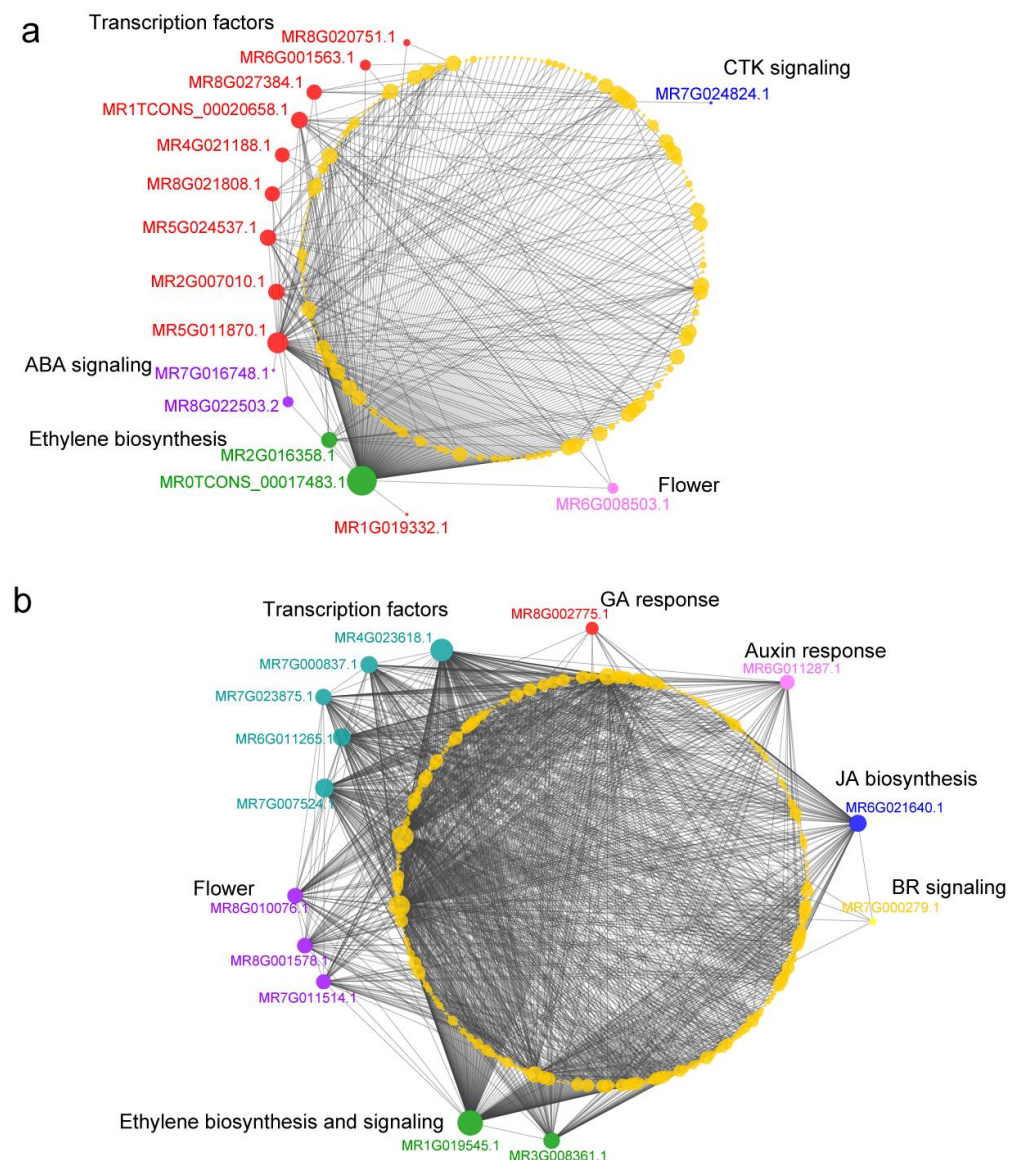 a
Transcription factors
MR8G020751.1
MR6G001563.1
MR8G027384.1
MR1TCONS_00020658.1
MR4G021188.1
MR8G021808.1
MR5G024537.1
MR2G007010.1
MR5G011870.1
CTK signaling
MR7G024824.1
ABA signaling
MR7G016748.1
MR8G022503.2
Ethylene biosynthesis
MR2G016358.1
MR0TCONS_00017483.1
MR1G019332.1
Flower
MR6G008503.1
b
Transcription factors
MR4G023618.1
MR7G000837.1
MR7G023875.1
MR6G011265.1
MR7G007524.1
GA response
MR8G002775.1
Auxin response
MR6G011287.1
JA biosynthesis
MR6G021640.1
BR signaling
MR7G000279.1
Flower
MR8G010076.1
MR8G001578.1
MR7G011514.1
Ethylene biosynthesis and signaling
MR1G019545.1
MR3G008361.1